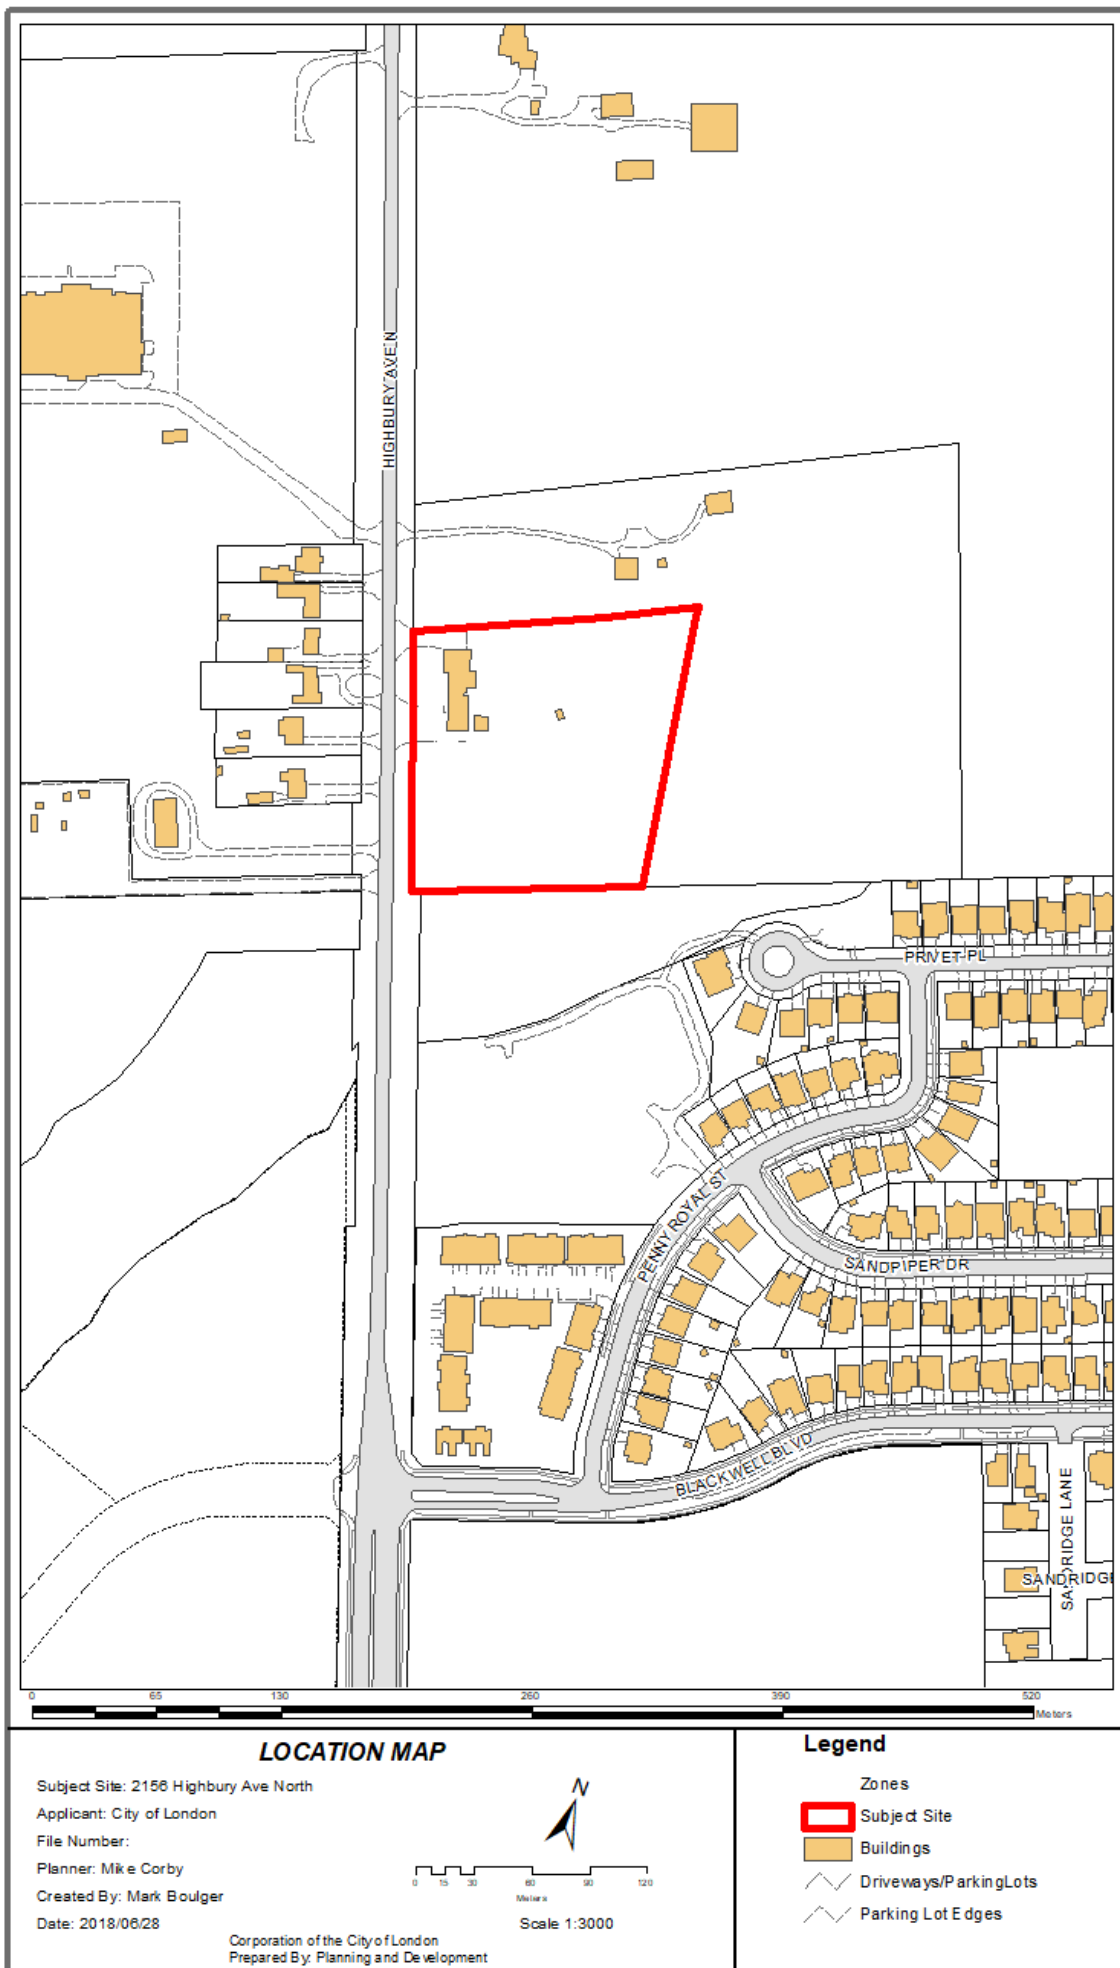 HIGHBURY AVE N
PRIVET PL
PENNY ROYAL ST
SANDPIPER DR
BLACKWELL BLVD
SANDRIDGE LANE
SANDRIDGE
0 65 130 260 390 520
Meters
LOCATION MAP
Subject Site: 2156 Highbury Ave North
Applicant: City of London
File Number:
Planner: Mike Corby
Created By: Mark Boulger
Date: 2018/06/28
N
0 15 30 60 90 120
Meters
Scale 1:3000
Corporation of the City of London
Prepared By: Planning and Development
Legend
Zones
Subject Site
Buildings
Driveways/ParkingLots
Parking Lot Edges